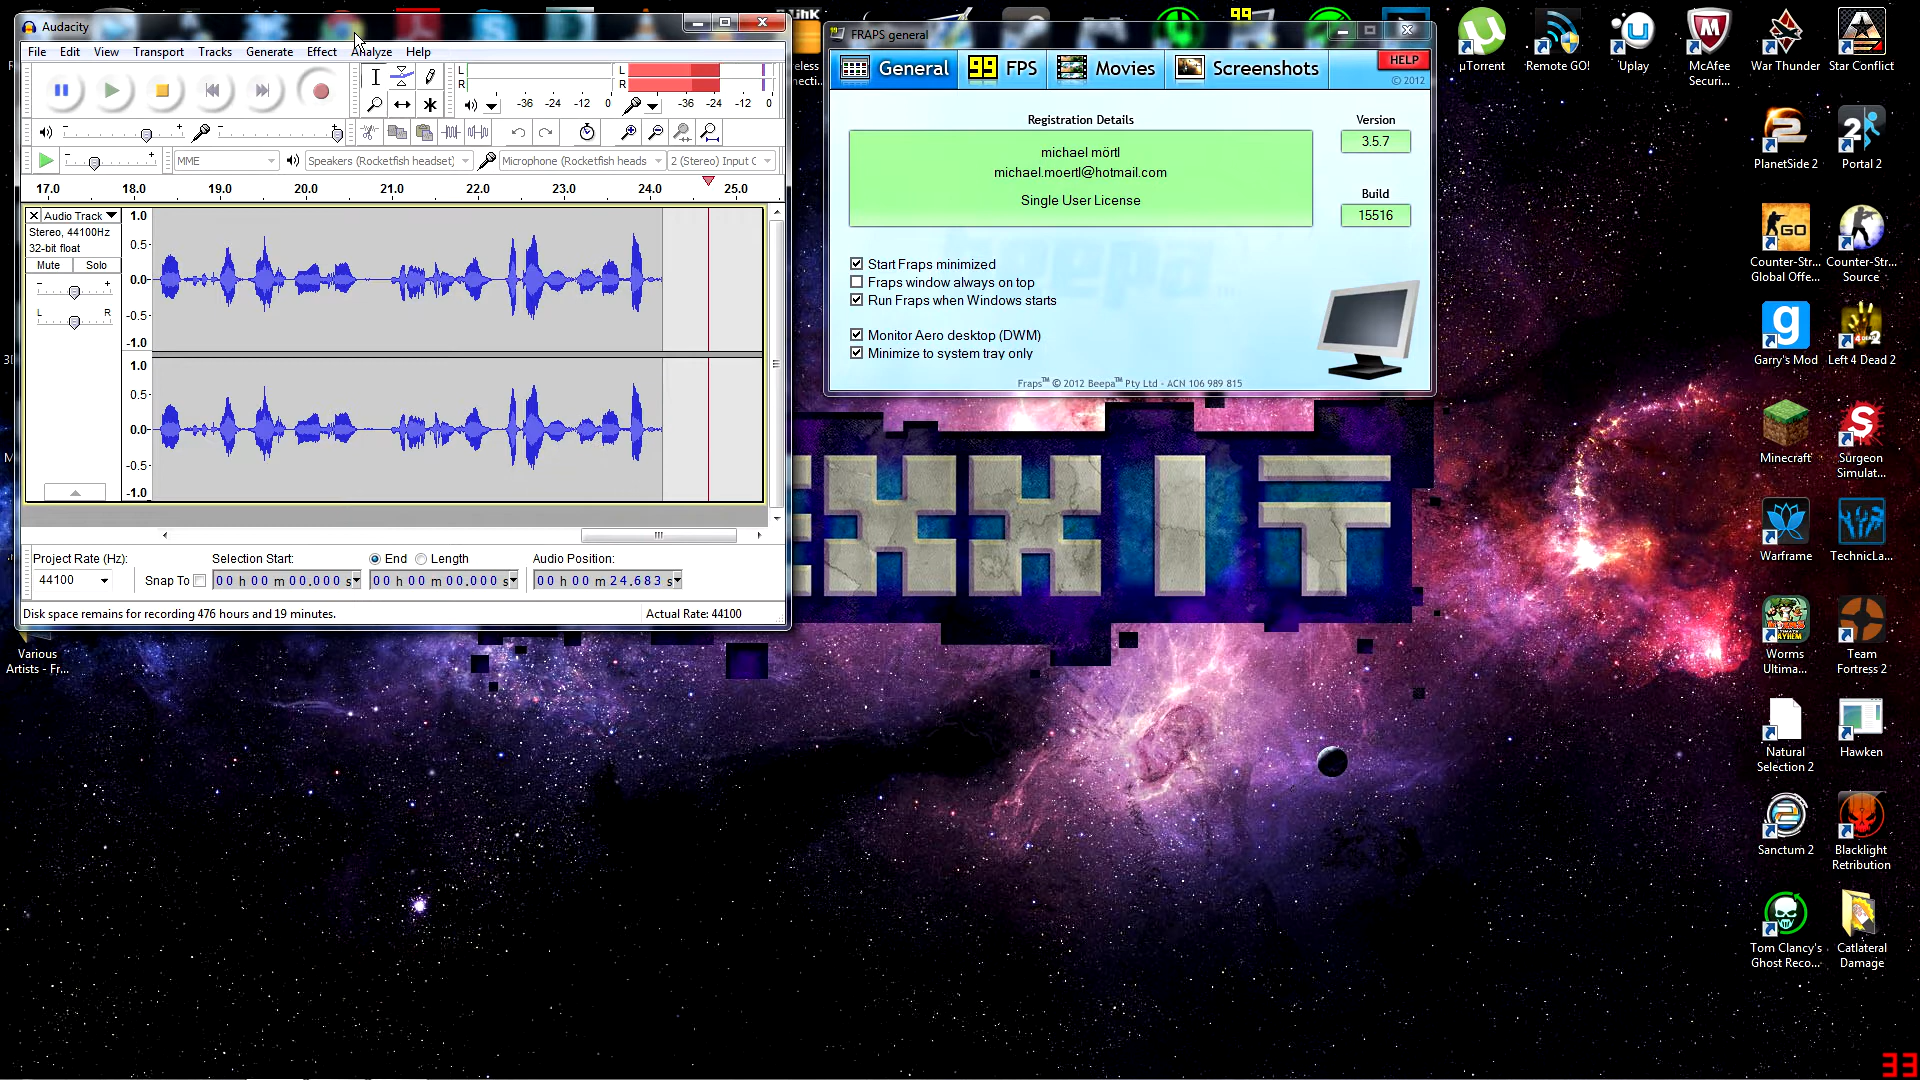 Audacity
File Edit View Transport Tracks Generate Effect Analyze Help
L
R
-36 -24 -12 0
L
R
-36 -24 -12 0
MME
Speakers (Rocketfish headset)
Microphone (Rocketfish heads
2 (Stereo) Input C
17.0 18.0 19.0 20.0 21.0 22.0 23.0 24.0 25.0
Audio Track
Stereo, 44100Hz
32-bit float
Mute Solo
L R
1.0
0.5
0.0
-0.5
-1.0
1.0
0.5
0.0
-0.5
-1.0
Project Rate (Hz):
44100
Snap To
Selection Start:
00 h 00 m 00.000 s
End Length
00 h 00 m 00.000 s
Audio Position:
00 h 00 m 24.683 s
Disk space remains for recording 476 hours and 19 minutes.
Actual Rate: 44100
FRAPS general
General
99 FPS
Movies
Screenshots
HELP
© 2012
Registration Details
michael mörtl
michael.moertl@hotmail.com
Single User License
Version
3.5.7
Build
15516
Start Fraps minimized
Fraps window always on top
Run Fraps when Windows starts
Monitor Aero desktop (DWM)
Minimize to system tray only
beepa
Fraps™ © 2012 Beepa™ Pty Ltd - ACN 106 989 815
Various
Artists - Fr...
µTorrent
Remote GO!
Uplay
McAfee
Securi...
War Thunder
Star Conflict
PlanetSide 2
Portal 2
Counter-Str...
Global Offe...
Counter-Str...
Source
Garry's Mod
Left 4 Dead 2
Minecraft
Surgeon
Simulat...
Warframe
TechnicLa...
Worms
Ultima...
Team
Fortress 2
Natural
Selection 2
Hawken
Sanctum 2
Blacklight
Retribution
Tom Clancy's
Ghost Reco...
Catlateral
Damage
33